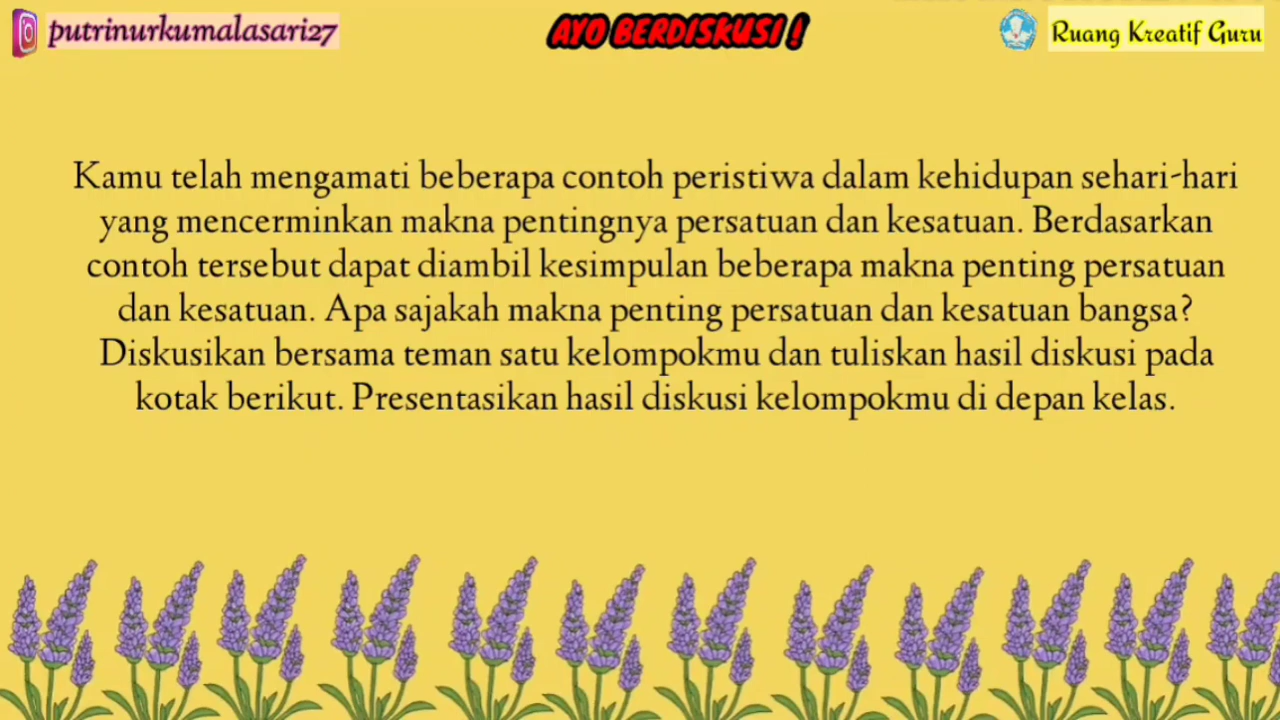 putrinurkumalasari27
AYO BERDISKUSI !
Ruang Kreatif Guru
Kamu telah mengamati beberapa contoh peristiwa dalam kehidupan sehari-hari
yang mencerminkan makna pentingnya persatuan dan kesatuan. Berdasarkan
contoh tersebut dapat diambil kesimpulan beberapa makna penting persatuan
dan kesatuan. Apa sajakah makna penting persatuan dan kesatuan bangsa?
Diskusikan bersama teman satu kelompokmu dan tuliskan hasil diskusi pada
kotak berikut. Presentasikan hasil diskusi kelompokmu di depan kelas.